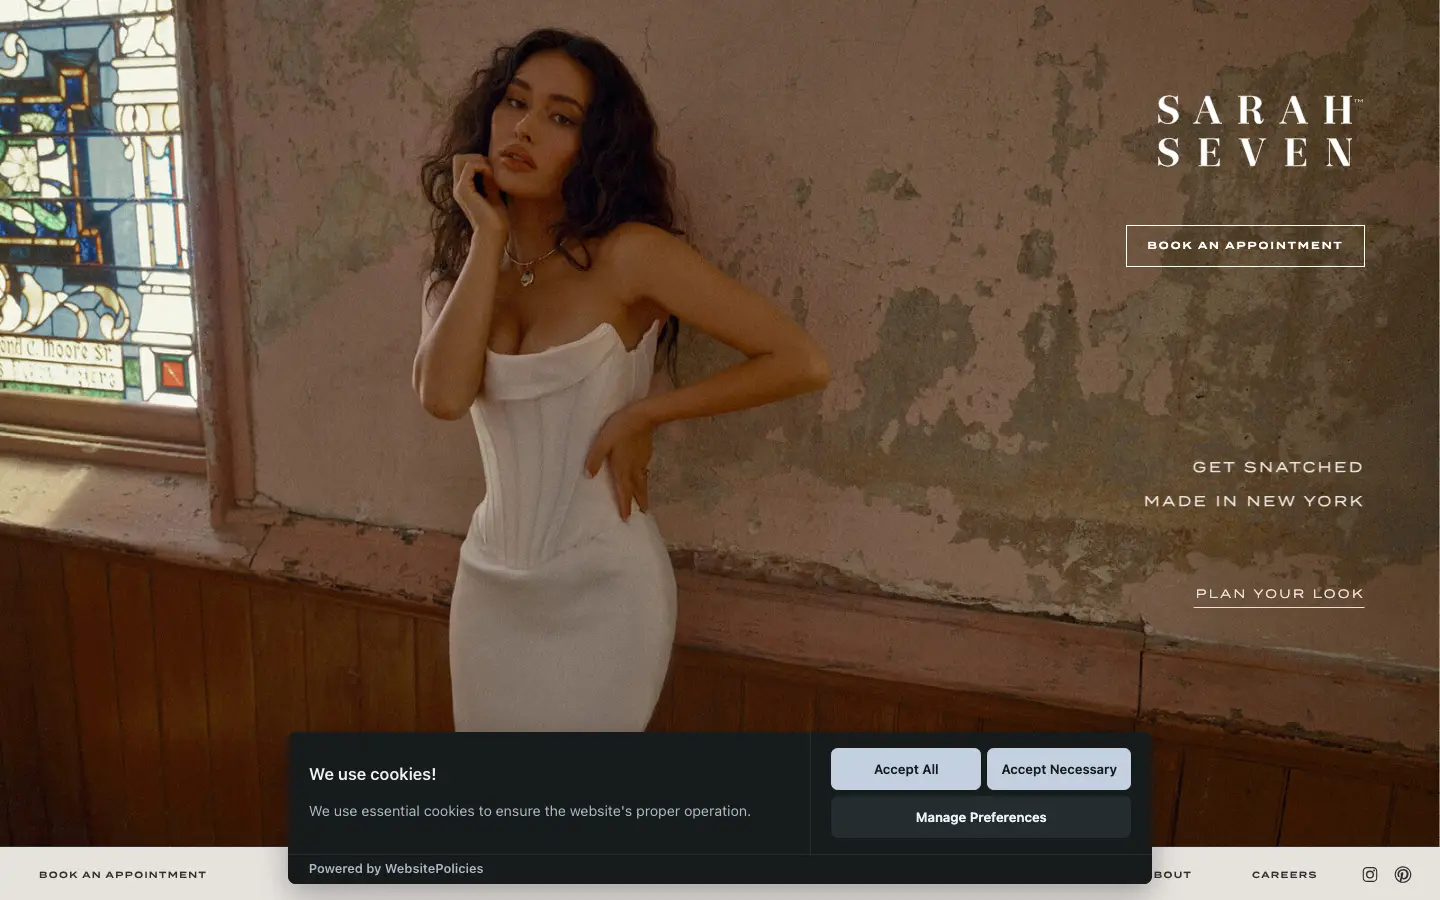 SARAH™
SEVEN
BOOK AN APPOINTMENT
GET SNATCHED
MADE IN NEW YORK
PLAN YOUR LOOK
We use cookies!
We use essential cookies to ensure the website's proper operation.
Accept All
Accept Necessary
Manage Preferences
Powered by WebsitePolicies
BOOK AN APPOINTMENT
BOUT
CAREERS